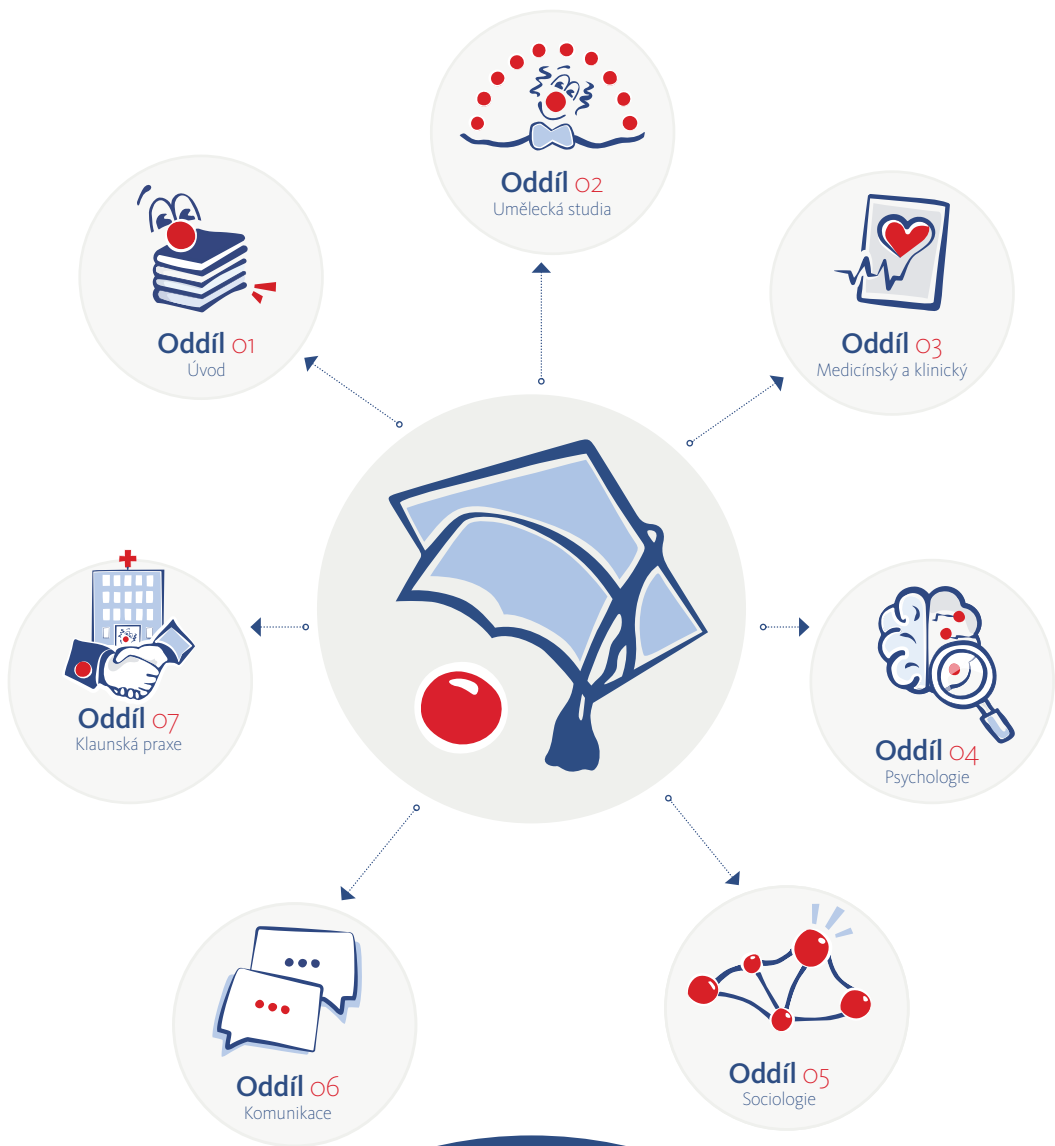 Oddíl 01
Úvod
Oddíl 02
Umělecká studia
Oddíl 03
Medicínský a klinický
Oddíl 04
Psychologie
Oddíl 05
Sociologie
Oddíl 06
Komunikace
Oddíl 07
Klaunská praxe